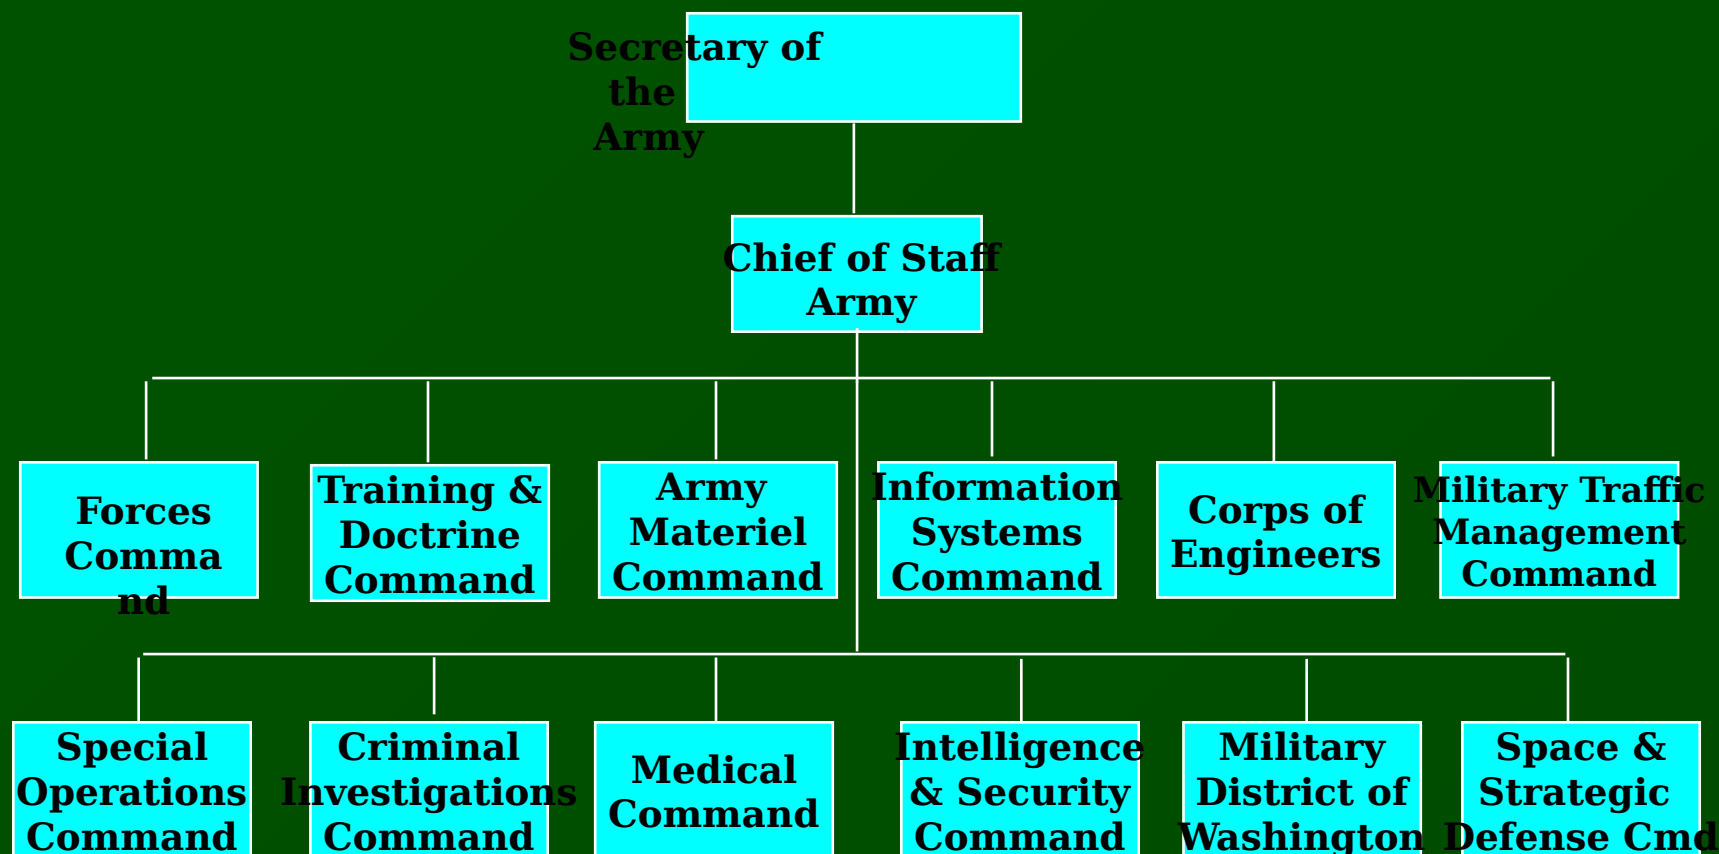 Secretary of
the
Army
Chief of Staff
Army
Forces
Comma
nd
Training &
Doctrine
Command
Army
Materiel
Command
Information
Systems
Command
Corps of
Engineers
Military Traffic
Management
Command
Special
Operations
Command
Criminal
Investigations
Command
Medical
Command
Intelligence
& Security
Command
Military
District of
Washington
Space &
Strategic
Defense Cmd